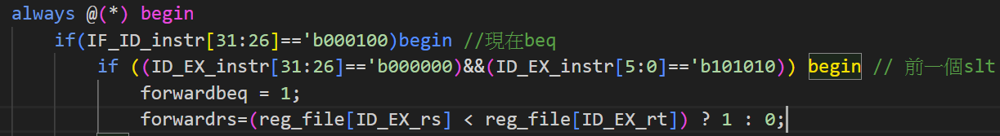 always @(*) begin
if(IF_ID_instr[31:26]=='b000100)begin //現在beq
if ((ID_EX_instr[31:26]=='b000000)&&(ID_EX_instr[5:0]=='b101010)) begin // 前一個slt
forwardbeq = 1;
forwardrs=(reg_file[ID_EX_rs] < reg_file[ID_EX_rt]) ? 1 : 0;